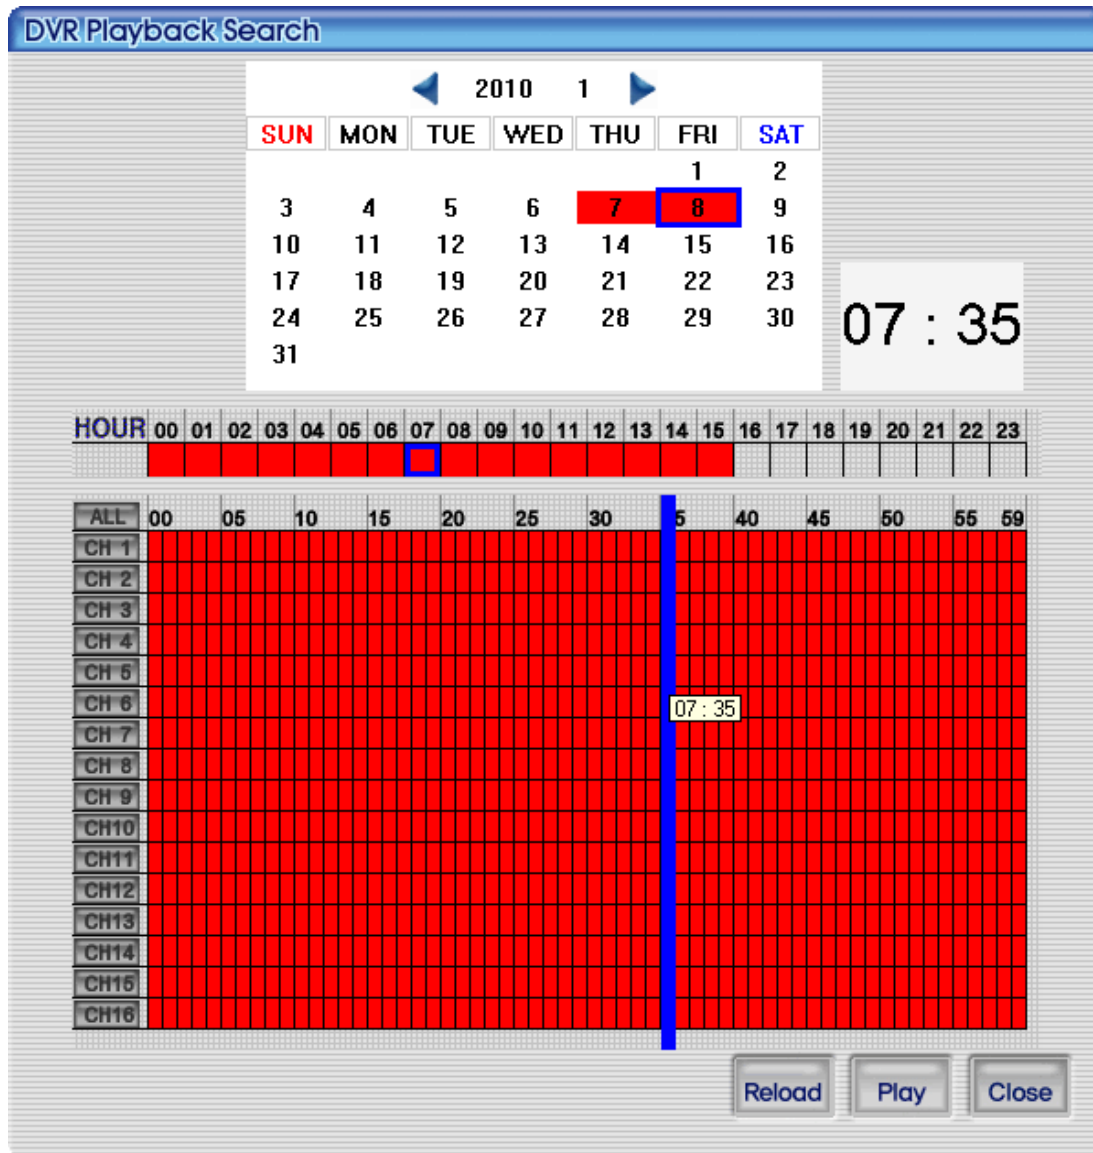 DVR Playback Search
2010 1
SUN MON TUE WED THU FRI SAT
1 2
3 4 5 6 7 8 9
10 11 12 13 14 15 16
17 18 19 20 21 22 23
24 25 26 27 28 29 30
31
07 : 35
HOUR 00 01 02 03 04 05 06 07 08 09 10 11 12 13 14 15 16 17 18 19 20 21 22 23
ALL 00 05 10 15 20 25 30 5 40 45 50 55 59
CH 1
CH 2
CH 3
CH 4
CH 5
CH 6
07 : 35
CH 7
CH 8
CH 9
CH10
CH11
CH12
CH13
CH14
CH15
CH16
Reload Play Close